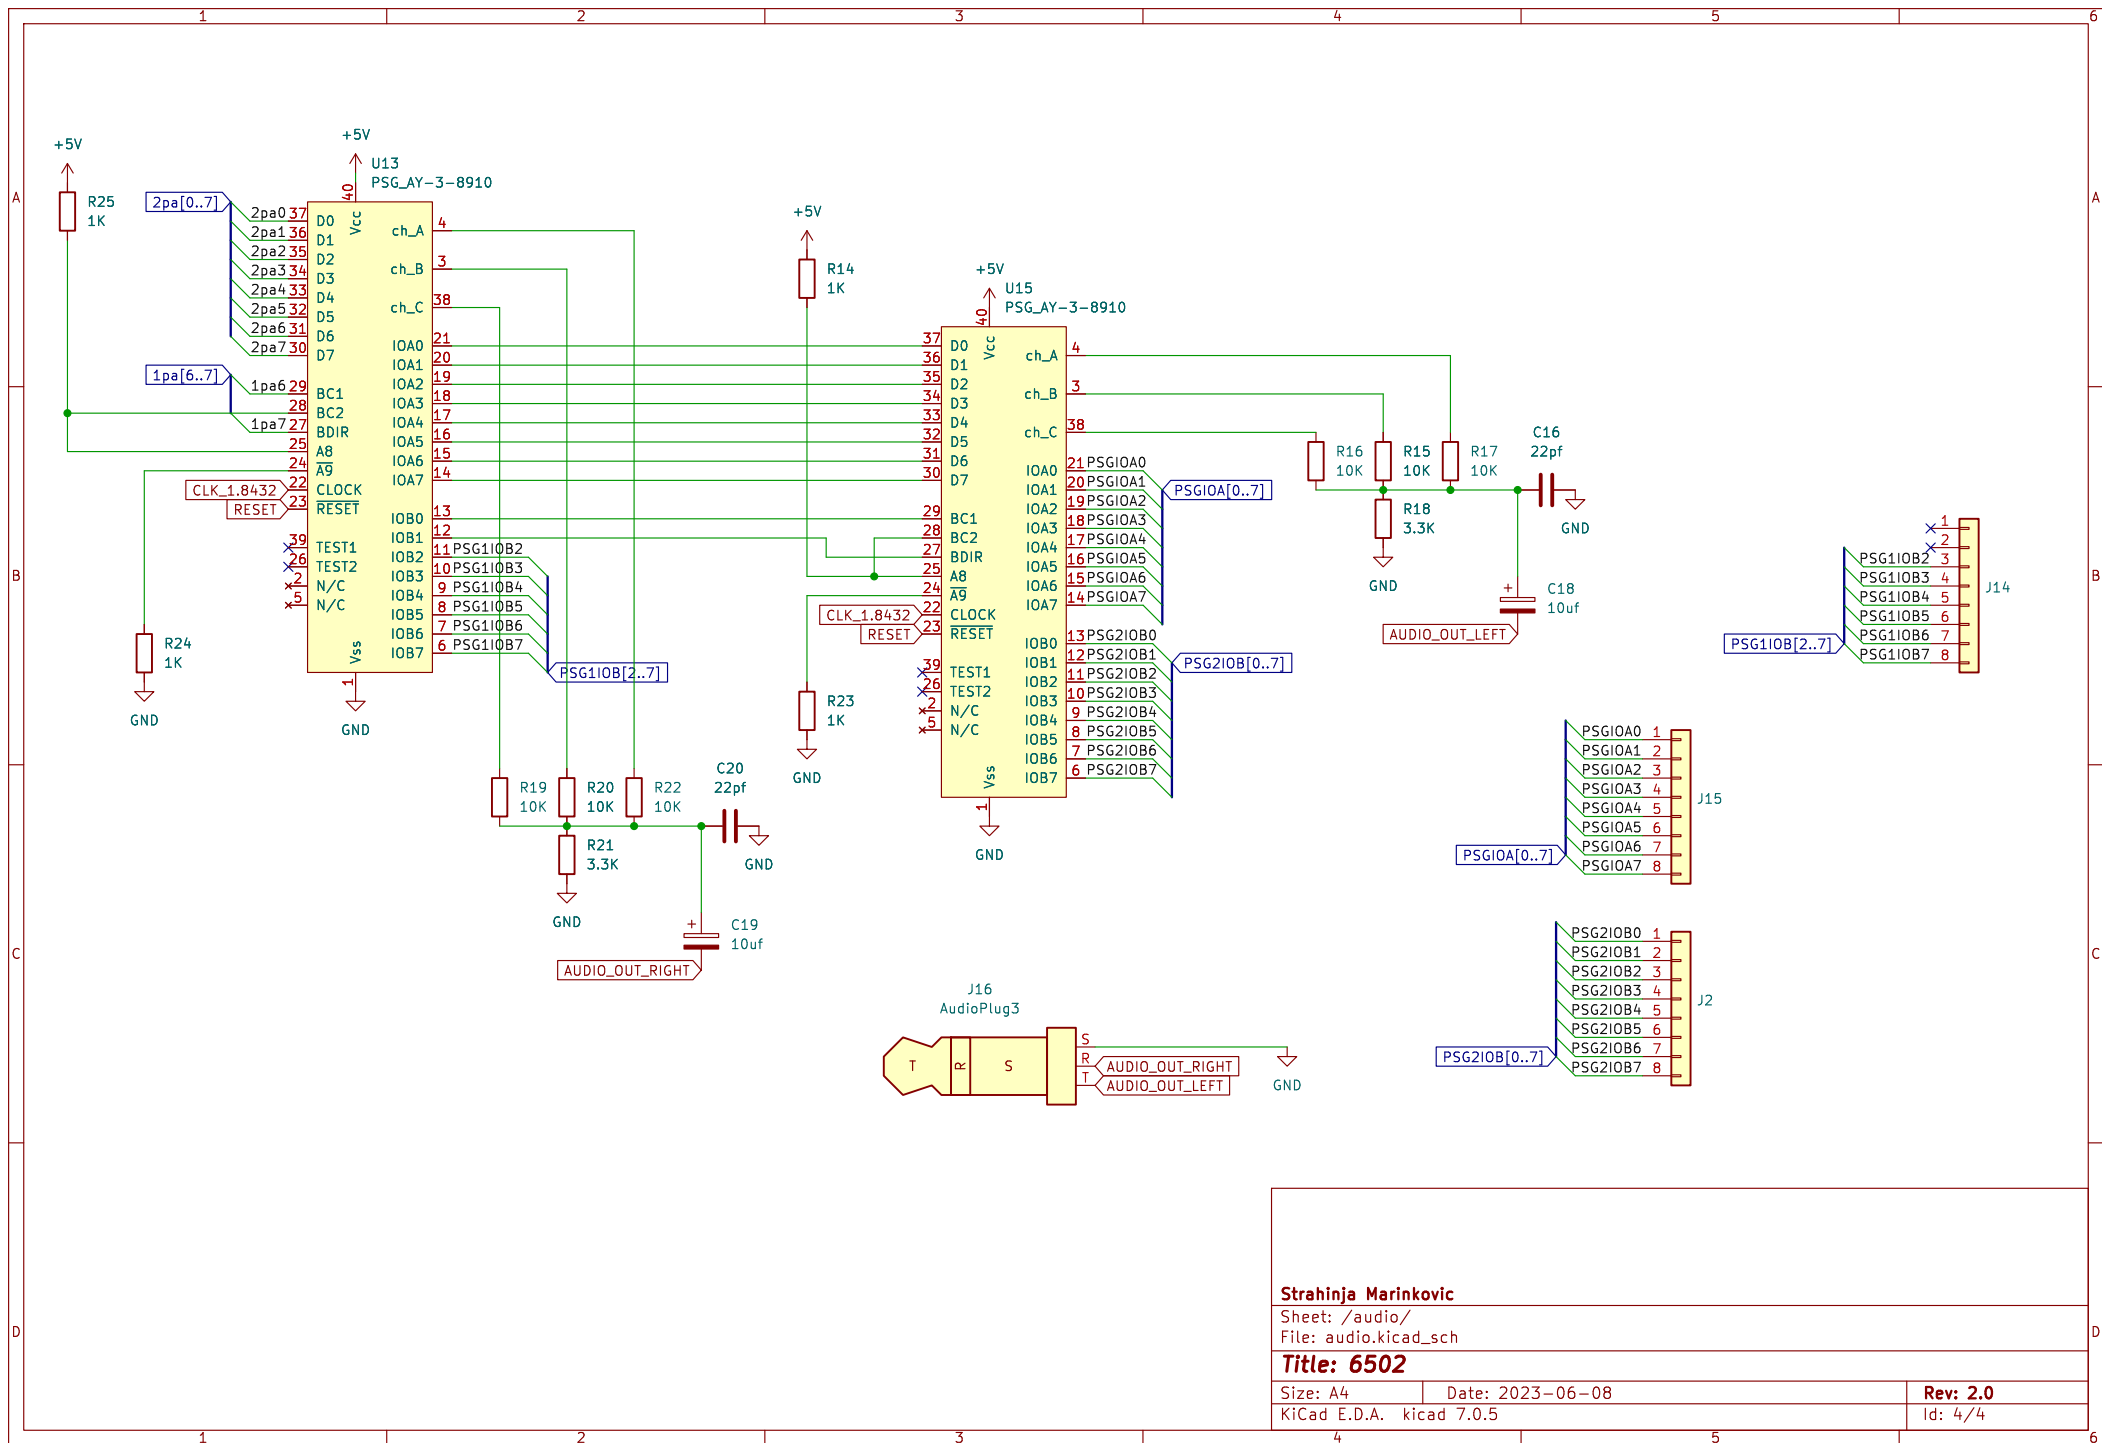 1 2 3 4 5 6
A
B
C
D
+5V
R25
1K
2pa[0..7]
2pa0
2pa1
2pa2
2pa3
2pa4
2pa5
2pa6
2pa7
1pa[6..7]
1pa6
1pa7
CLK_1.8432
RESET
R24
1K
GND
+5V
U13
PSG_AY-3-8910
40
Vcc
37 D0
36 D1
35 D2
34 D3
33 D4
32 D5
31 D6
30 D7
29 BC1
28 BC2
27 BDIR
25 A8
24 A9
22 CLOCK
23 RESET
39 TEST1
26 TEST2
2 N/C
5 N/C
ch_A 4
ch_B 3
ch_C 38
IOA0 21
IOA1 20
IOA2 19
IOA3 18
IOA4 17
IOA5 16
IOA6 15
IOA7 14
IOB0 13
IOB1 12
IOB2 11 PSG1IOB2
IOB3 10 PSG1IOB3
IOB4 9 PSG1IOB4
IOB5 8 PSG1IOB5
IOB6 7 PSG1IOB6
IOB7 6 PSG1IOB7
Vss
1
GND
PSG1IOB[2..7]
R19
10K
R20
10K
R22
10K
C20
22pf
GND
R21
3.3K
GND
C19
10uf
+
AUDIO_OUT_RIGHT
+5V
R14
1K
CLK_1.8432
RESET
R23
1K
GND
+5V
U15
PSG_AY-3-8910
40
Vcc
37 D0
36 D1
35 D2
34 D3
33 D4
32 D5
31 D6
30 D7
29 BC1
28 BC2
27 BDIR
25 A8
24 A9
22 CLOCK
23 RESET
39 TEST1
26 TEST2
2 N/C
5 N/C
ch_A 4
ch_B 3
ch_C 38
IOA0 21 PSGIOA0
IOA1 20 PSGIOA1
IOA2 19 PSGIOA2
IOA3 18 PSGIOA3
IOA4 17 PSGIOA4
IOA5 16 PSGIOA5
IOA6 15 PSGIOA6
IOA7 14 PSGIOA7
IOB0 13 PSG2IOB0
IOB1 12 PSG2IOB1
IOB2 11 PSG2IOB2
IOB3 10 PSG2IOB3
IOB4 9 PSG2IOB4
IOB5 8 PSG2IOB5
IOB6 7 PSG2IOB6
IOB7 6 PSG2IOB7
Vss
1
GND
PSGIOA[0..7]
PSG2IOB[0..7]
R16
10K
R15
10K
R17
10K
C16
22pf
GND
R18
3.3K
GND
+
C18
10uf
AUDIO_OUT_LEFT
1
2
PSG1IOB2 3
PSG1IOB3 4
PSG1IOB4 5
PSG1IOB5 6
PSG1IOB6 7
PSG1IOB7 8
J14
PSG1IOB[2..7]
PSGIOA0 1
PSGIOA1 2
PSGIOA2 3
PSGIOA3 4
PSGIOA4 5
PSGIOA5 6
PSGIOA6 7
PSGIOA7 8
J15
PSGIOA[0..7]
PSG2IOB0 1
PSG2IOB1 2
PSG2IOB2 3
PSG2IOB3 4
PSG2IOB4 5
PSG2IOB5 6
PSG2IOB6 7
PSG2IOB7 8
J2
PSG2IOB[0..7]
J16
AudioPlug3
T R S
S
R AUDIO_OUT_RIGHT
T AUDIO_OUT_LEFT
GND
Strahinja Marinkovic
Sheet: /audio/
File: audio.kicad_sch
Title: 6502
Size: A4 Date: 2023-06-08 Rev: 2.0
KiCad E.D.A. kicad 7.0.5 Id: 4/4
A
B
C
D
1 2 3 4 5 6